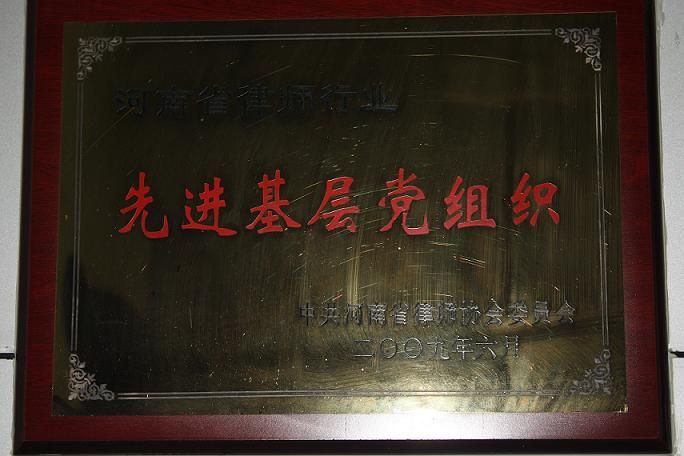 河南省律师行业
先进基层党组织
中共河南省律师协会委员会
二〇〇九年六月